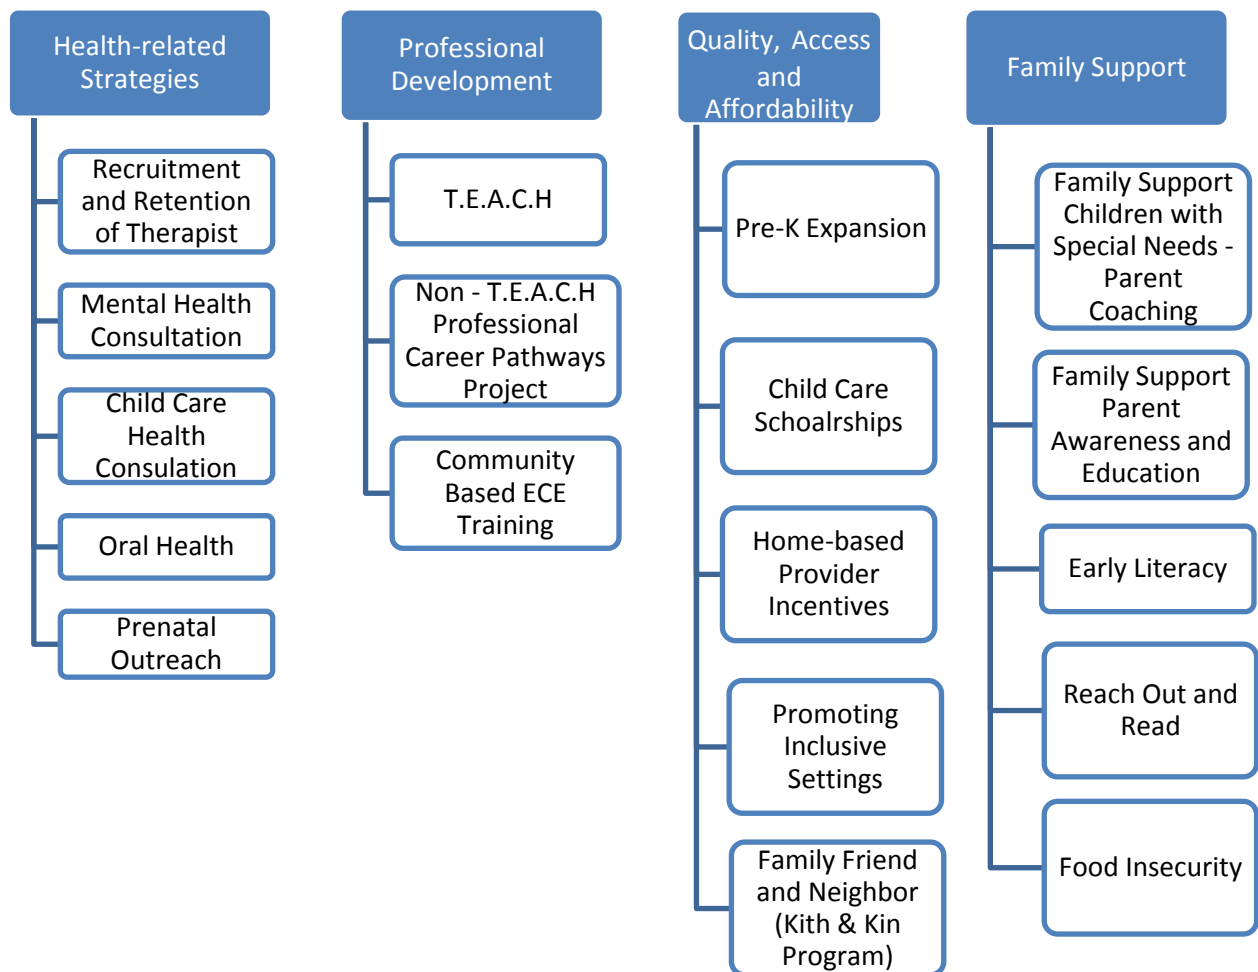 Health-related
Strategies
Recruitment
and Retention
of Therapist
Mental Health
Consultation
Child Care
Health
Consulation
Oral Health
Prenatal
Outreach
Professional
Development
T.E.A.C.H
Non - T.E.A.C.H
Professional
Career Pathways
Project
Community
Based ECE
Training
Quality, Access
and
Affordability
Pre-K Expansion
Child Care
Schoalrships
Home-based
Provider
Incentives
Promoting
Inclusive
Settings
Family Friend
and Neighbor
(Kith & Kin
Program)
Family Support
Family Support
Children with
Special Needs -
Parent
Coaching
Family Support
Parent
Awareness and
Education
Early Literacy
Reach Out and
Read
Food Insecurity